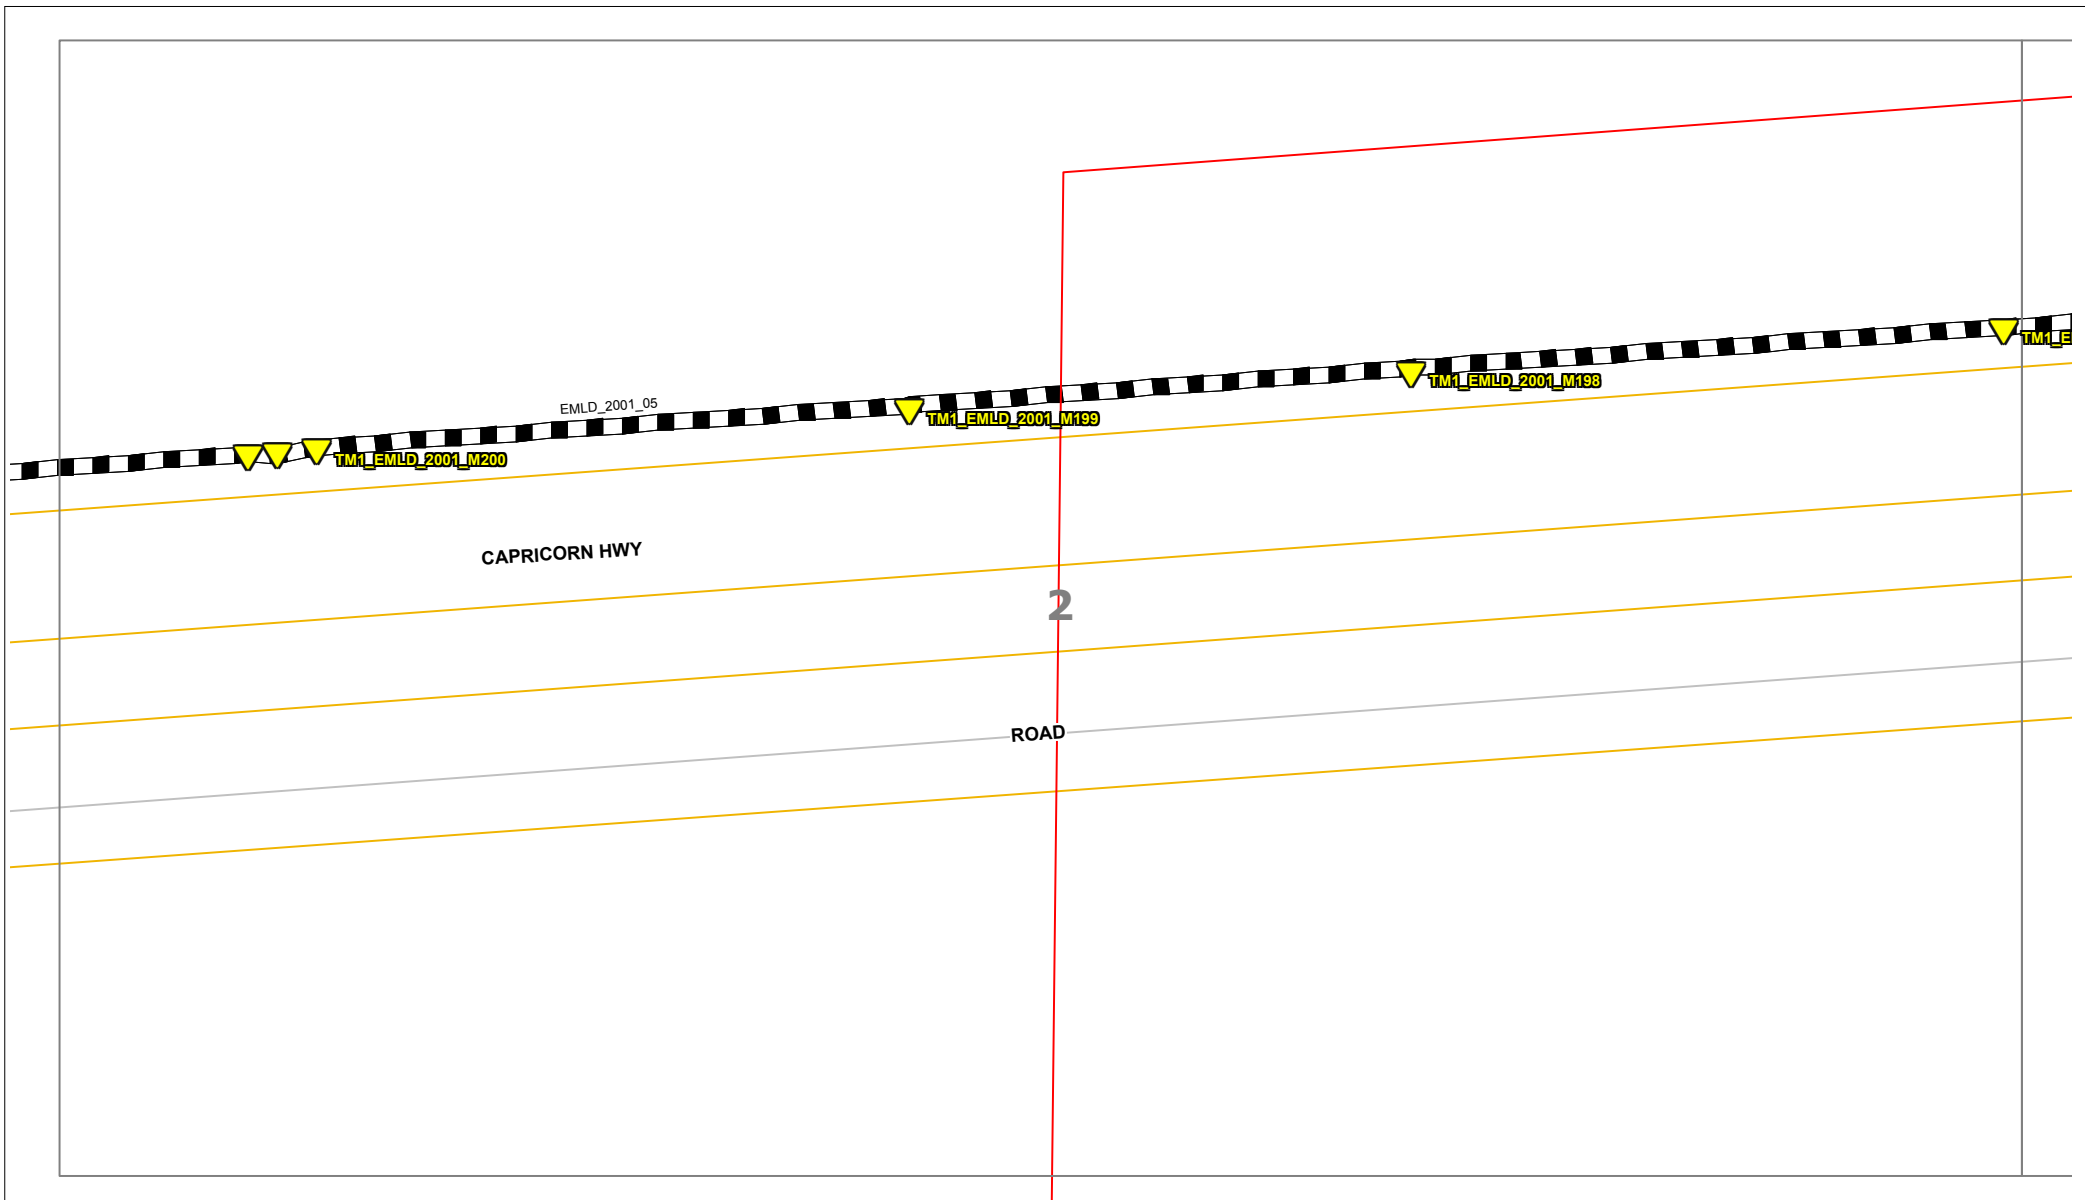 TM1_E
TM1_EMLD_2001_M198
EMLD_2001_05
TM1_EMLD_2001_M199
TM1_EMLD_2001_M200
CAPRICORN HWY
2
ROAD